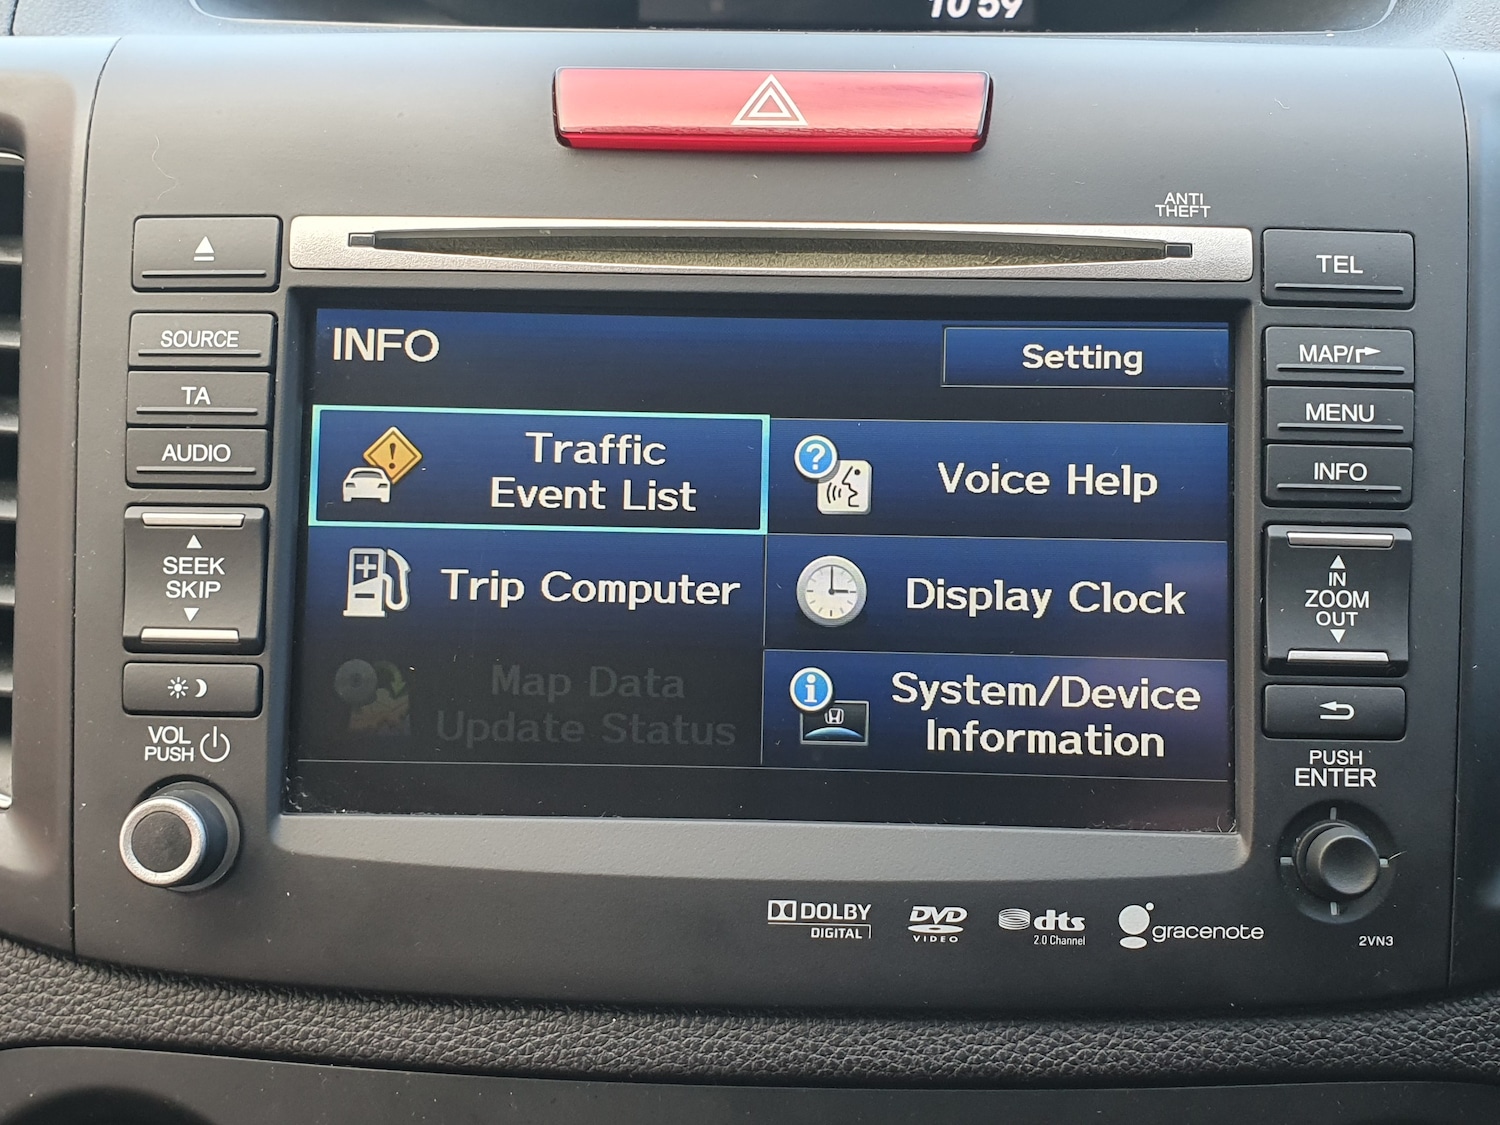 10:59
ANTI
THEFT
TEL
SOURCE
MAP/
TA
MENU
AUDIO
INFO
SEEK
SKIP
IN
ZOOM
OUT
VOL
PUSH
PUSH
ENTER
INFO
Setting
Traffic
Event List
Voice Help
Trip Computer
Display Clock
Map Data
Update Status
System/Device
Information
DOLBY
DIGITAL
DVD
VIDEO
dts
2.0 Channel
gracenote
2VN3